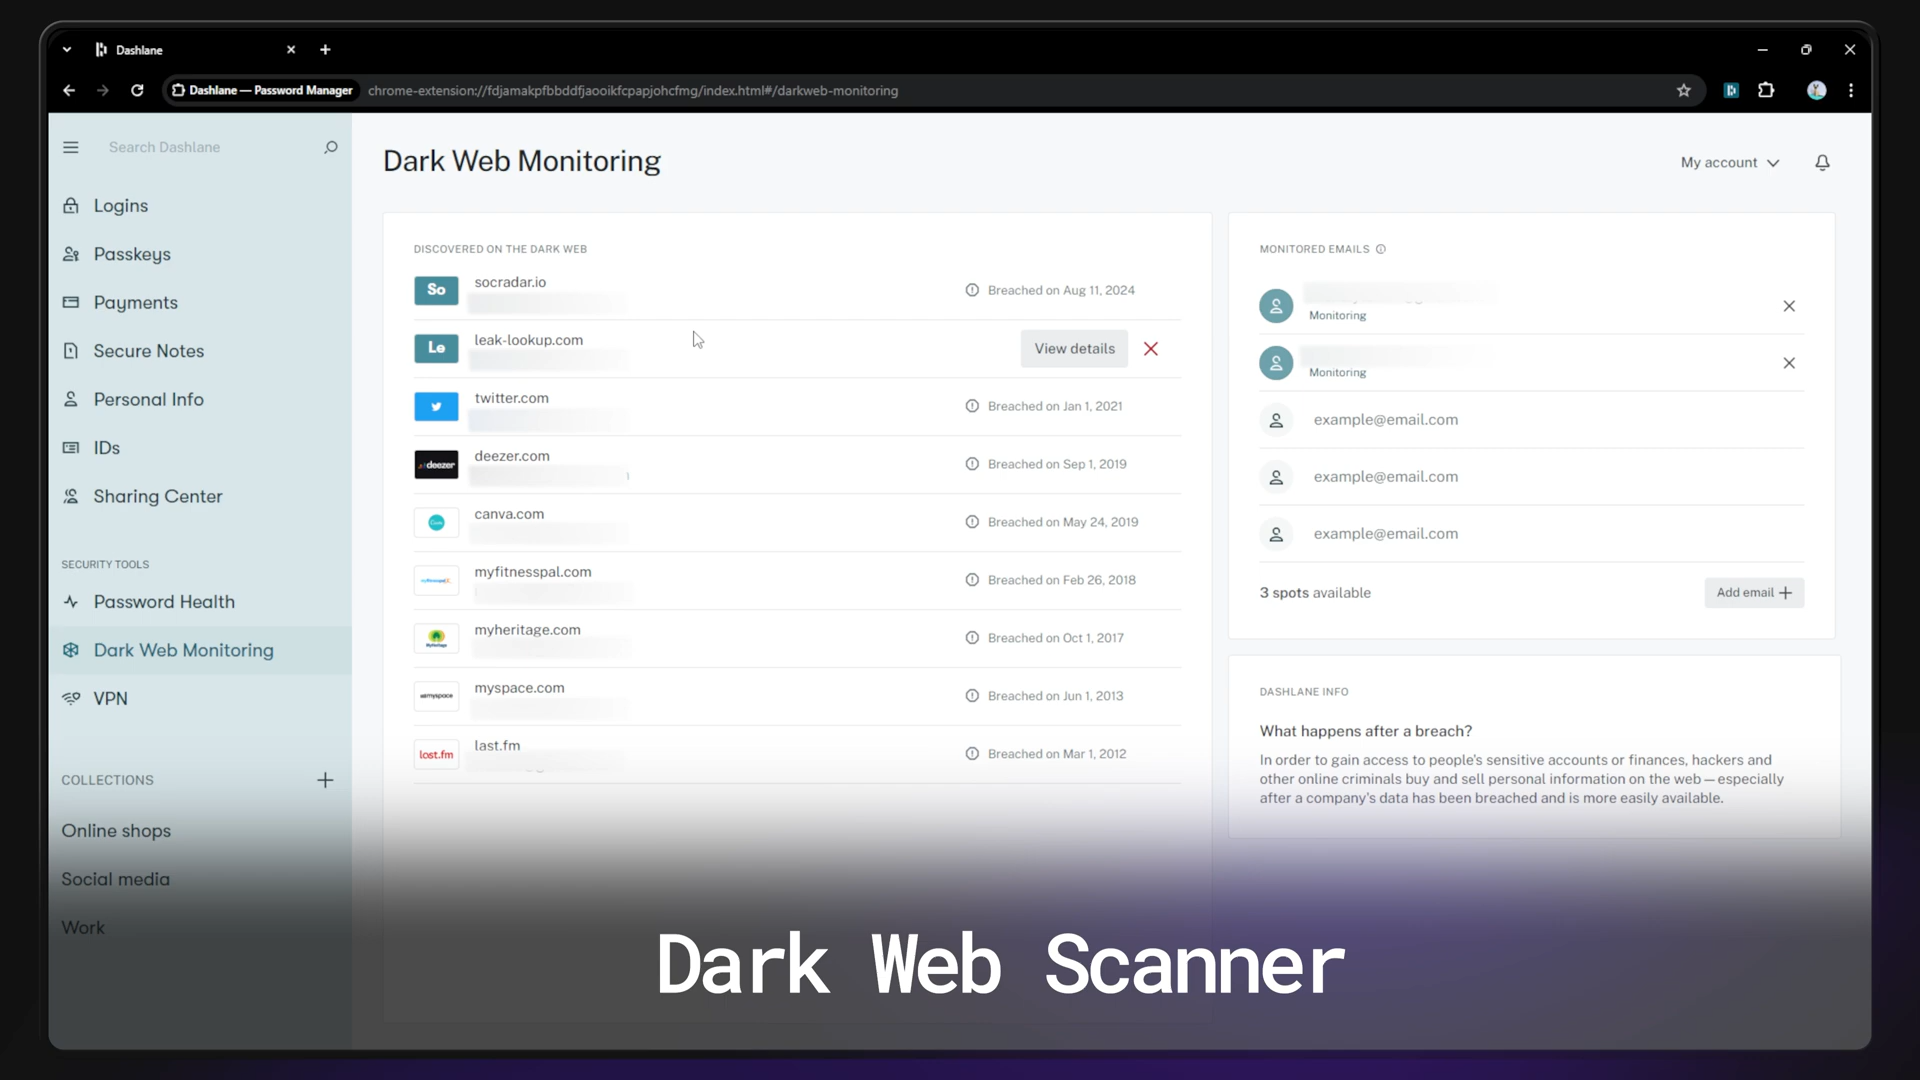 Dashlane
Dashlane — Password Manager
chrome-extension://fdjamakpfbbddfjaooikfcpapjohcfmg/index.html#/darkweb-monitoring
Search Dashlane
Logins
Passkeys
Payments
Secure Notes
Personal Info
IDs
Sharing Center
SECURITY TOOLS
Password Health
Dark Web Monitoring
VPN
COLLECTIONS
Online shops
Social media
Work
Dark Web Monitoring
My account
DISCOVERED ON THE DARK WEB
So
socradar.io
Breached on Aug 11, 2024
Le
leak-lookup.com
View details
twitter.com
Breached on Jan 1, 2021
deezer
deezer.com
Breached on Sep 1, 2019
canva.com
Breached on May 24, 2019
myfitnesspal.com
Breached on Feb 26, 2018
MyHeritage
myheritage.com
Breached on Oct 1, 2017
myspace
myspace.com
Breached on Jun 1, 2013
last.fm
last.fm
Breached on Mar 1, 2012
MONITORED EMAILS
Monitoring
Monitoring
example@email.com
example@email.com
example@email.com
3 spots available
Add email
DASHLANE INFO
What happens after a breach?
In order to gain access to people's sensitive accounts or finances, hackers and
other online criminals buy and sell personal information on the web—especially
after a company's data has been breached and is more easily available.
Dark Web Scanner